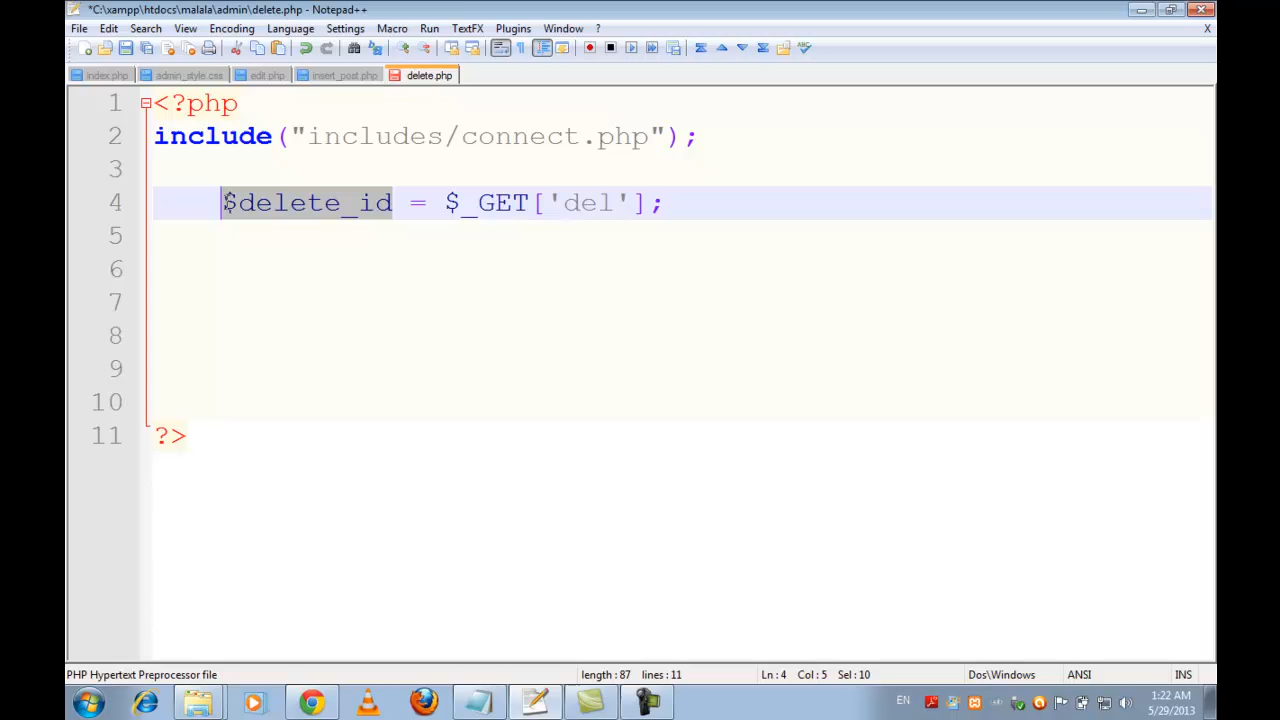 *C:\xampp\htdocs\malala\admin\delete.php - Notepad++
File Edit Search View Encoding Language Settings Macro Run TextFX Plugins Window ?
X
index.php admin_style.css edit.php insert_post.php delete.php
1 <?php
2 include("includes/connect.php");
3
4 $delete_id = $_GET['del'];
5
6
7
8
9
10
11 ?>
PHP Hypertext Preprocessor file length : 87 lines : 11 Ln : 4 Col : 5 Sel : 10 Dos\Windows ANSI INS
EN 1:22 AM
5/29/2013